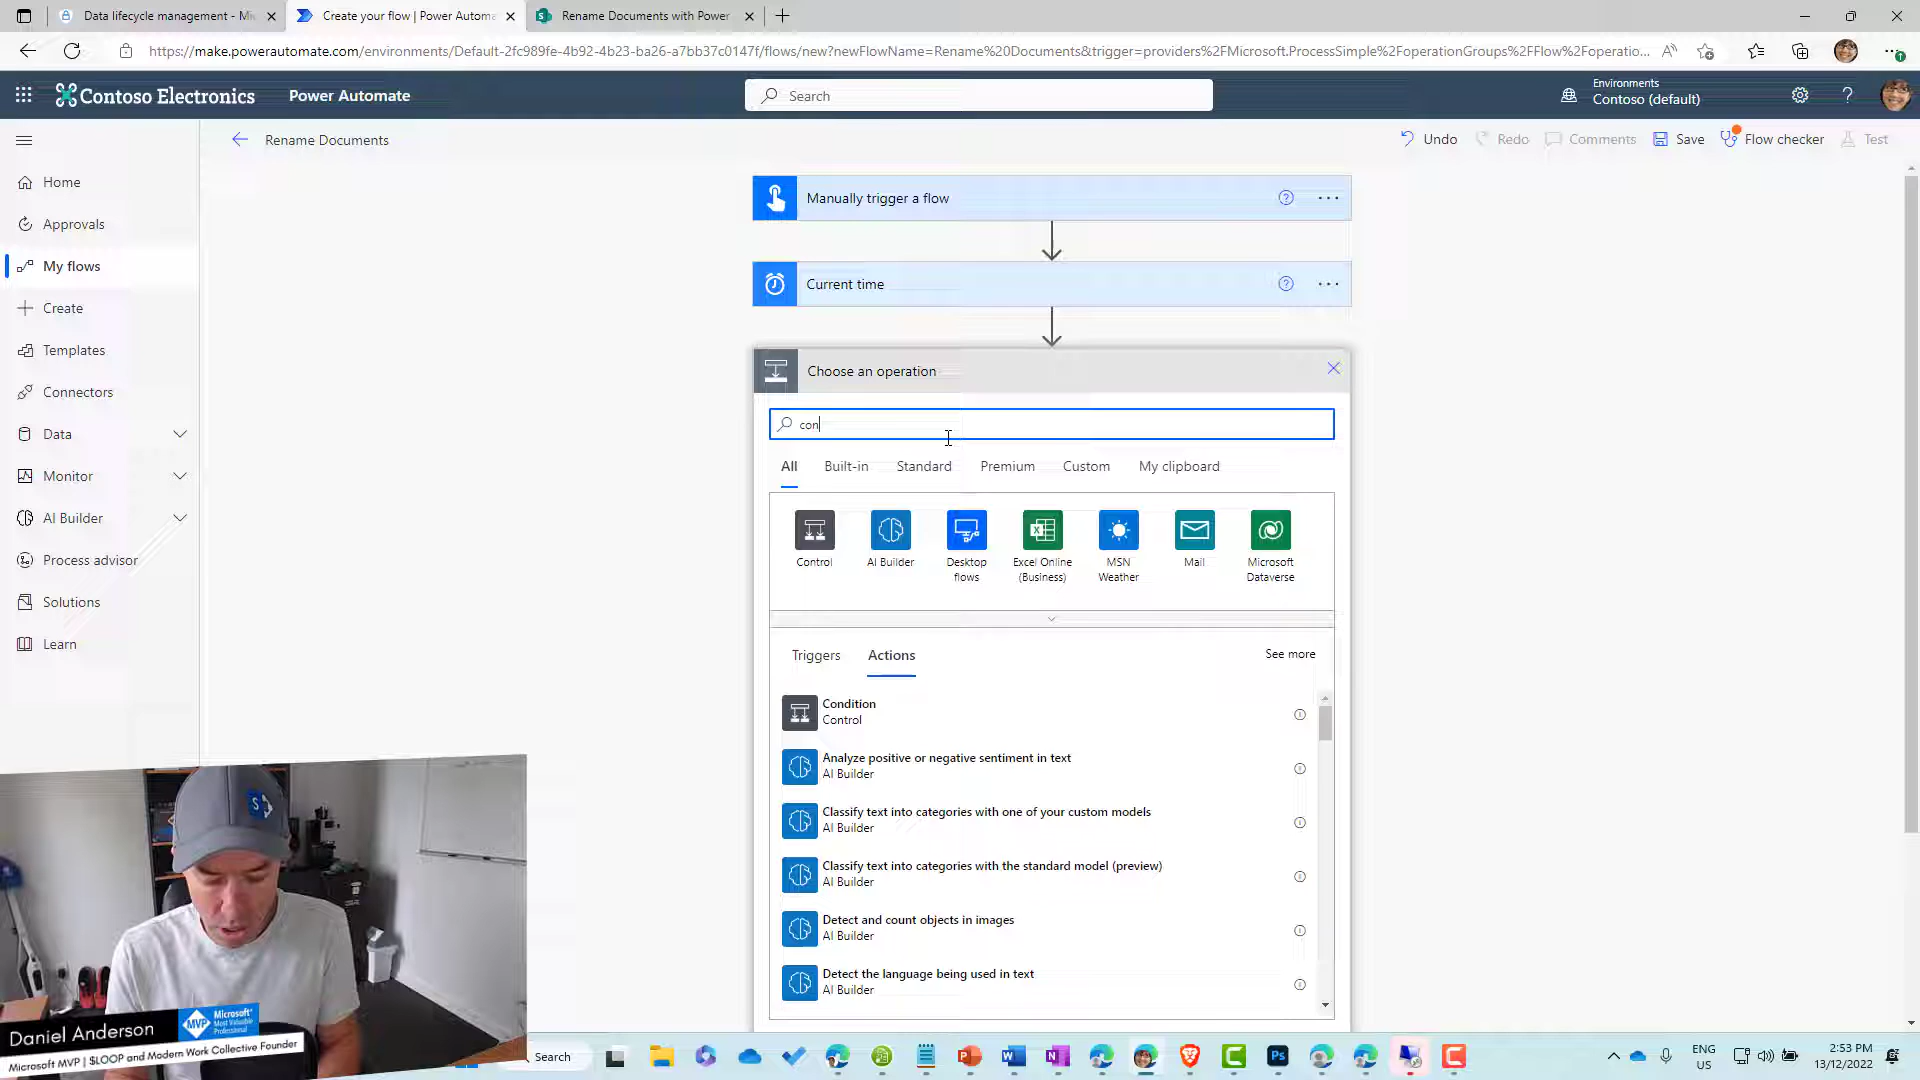 Data lifecycle management - Mi
Create your flow | Power Automa
Rename Documents with Power
https://make.powerautomate.com/environments/Default-2fc989fe-4b92-4b23-ba26-a7bb37c0147f/flows/new?newFlowName=Rename%20Documents&trigger=providers%2FMicrosoft.ProcessSimple%2FoperationGroups%2FFlow%2Foperatio...
Contoso Electronics
Power Automate
Search
Environments
Contoso (default)
Rename Documents
Undo
Redo
Comments
Save
Flow checker
Test
Home
Approvals
My flows
Create
Templates
Connectors
Data
Monitor
AI Builder
Process advisor
Solutions
Learn
Manually trigger a flow
Current time
Choose an operation
con
All
Built-in
Standard
Premium
Custom
My clipboard
Control
AI Builder
Desktop
flows
Excel Online
(Business)
MSN
Weather
Mail
Microsoft
Dataverse
Triggers
Actions
See more
Condition
Control
Analyze positive or negative sentiment in text
AI Builder
Classify text into categories with one of your custom models
AI Builder
Classify text into categories with the standard model (preview)
AI Builder
Detect and count objects in images
AI Builder
Detect the language being used in text
AI Builder
Daniel Anderson
Microsoft
Most Valuable
Professional
Microsoft MVP | $LOOP and Modern Work Collective Founder
Search
ENG
US
2:53 PM
13/12/2022